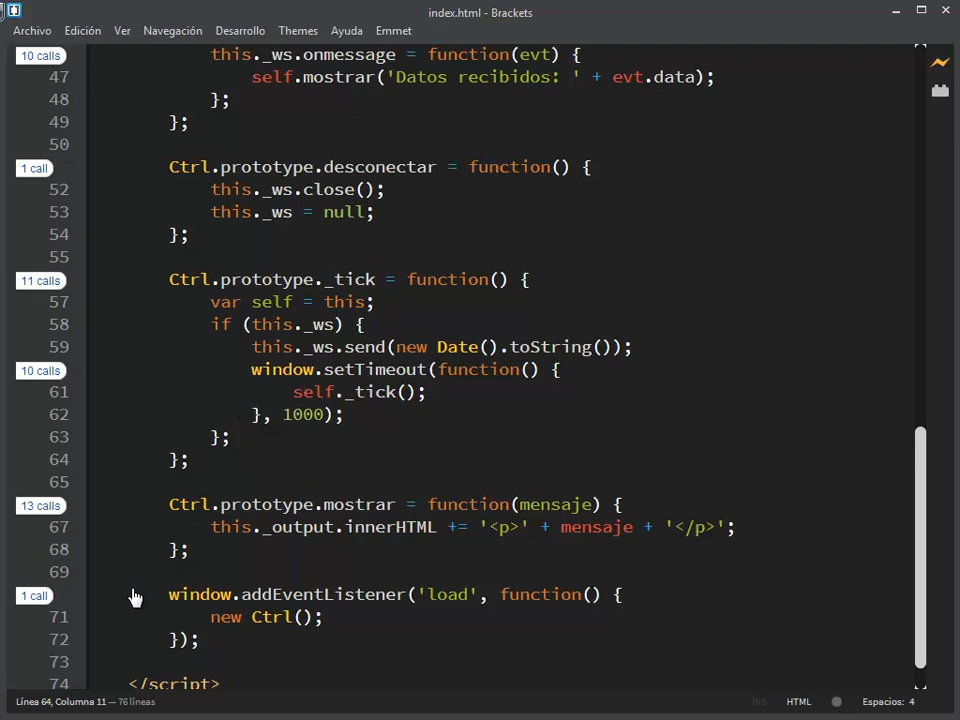 index.html - Brackets
Archivo Edición Ver Navegación Desarrollo Themes Ayuda Emmet
10 calls this._ws.onmessage = function(evt) {
47 self.mostrar('Datos recibidos: ' + evt.data);
48 };
49 };
50
1 call Ctrl.prototype.desconectar = function() {
52 this._ws.close();
53 this._ws = null;
54 };
55
11 calls Ctrl.prototype._tick = function() {
57 var self = this;
58 if (this._ws) {
59 this._ws.send(new Date().toString());
10 calls window.setTimeout(function() {
61 self._tick();
62 }, 1000);
63 };
64 };
65
13 calls Ctrl.prototype.mostrar = function(mensaje) {
67 this._output.innerHTML += '<p>' + mensaje + '</p>';
68 };
69
1 call window.addEventListener('load', function() {
71 new Ctrl();
72 });
73
74 </script>
Línea 64, Columna 11 — 76 líneas INS HTML Espacios: 4